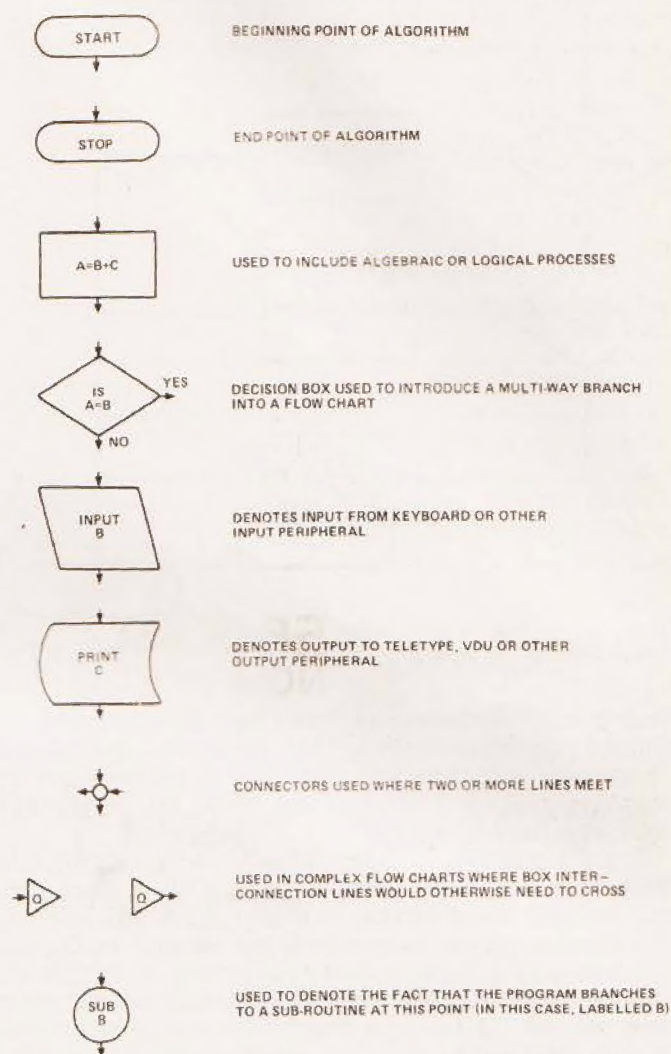 START
BEGINNING POINT OF ALGORITHM
STOP
END POINT OF ALGORITHM
A=B+C
USED TO INCLUDE ALGEBRAIC OR LOGICAL PROCESSES
IS
A=B
YES
NO
DECISION BOX USED TO INTRODUCE A MULTI-WAY BRANCH
INTO A FLOW CHART
INPUT
B
DENOTES INPUT FROM KEYBOARD OR OTHER
INPUT PERIPHERAL
PRINT
C
DENOTES OUTPUT TO TELETYPE, VDU OR OTHER
OUTPUT PERIPHERAL
CONNECTORS USED WHERE TWO OR MORE LINES MEET
Q
Q
USED IN COMPLEX FLOW CHARTS WHERE BOX INTER–
CONNECTION LINES WOULD OTHERWISE NEED TO CROSS
SUB
B
USED TO DENOTE THE FACT THAT THE PROGRAM BRANCHES
TO A SUB-ROUTINE AT THIS POINT (IN THIS CASE, LABELLED B)